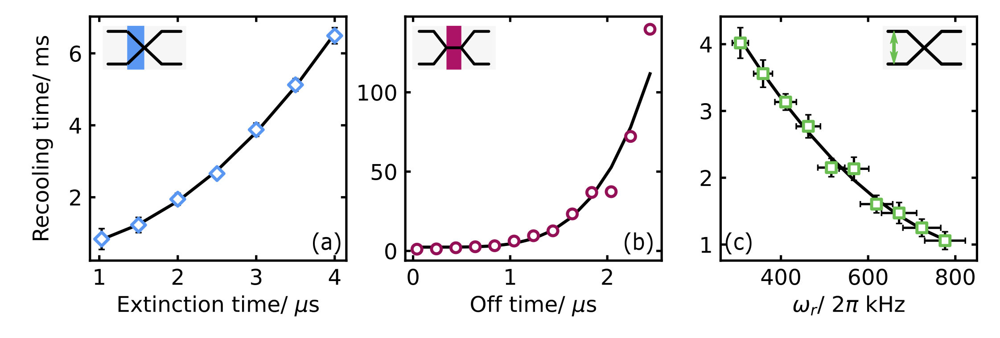 Recooling time/ ms
6
4
2
1 2 3 4
Extinction time/ μs
(a)
100
50
0
0 1 2
Off time/ μs
(b)
4
3
2
1
400 600 800
ωr/ 2π kHz
(c)